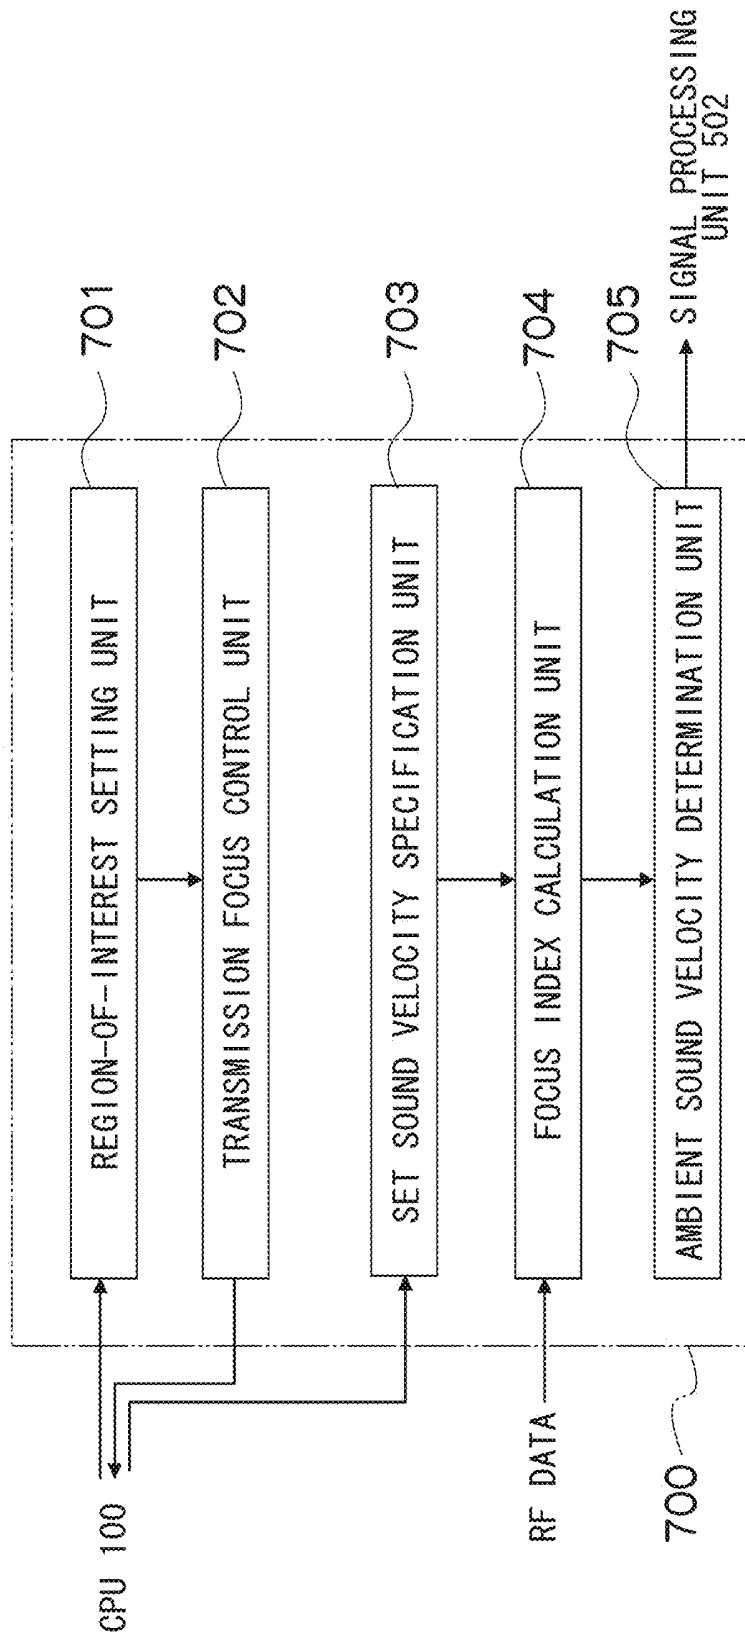 CPU 100
REGION-OF-INTEREST SETTING UNIT
701
TRANSMISSION FOCUS CONTROL UNIT
702
SET SOUND VELOCITY SPECIFICATION UNIT
703
RF DATA
FOCUS INDEX CALCULATION UNIT
704
AMBIENT SOUND VELOCITY DETERMINATION UNIT
705
SIGNAL PROCESSING
UNIT 502
700